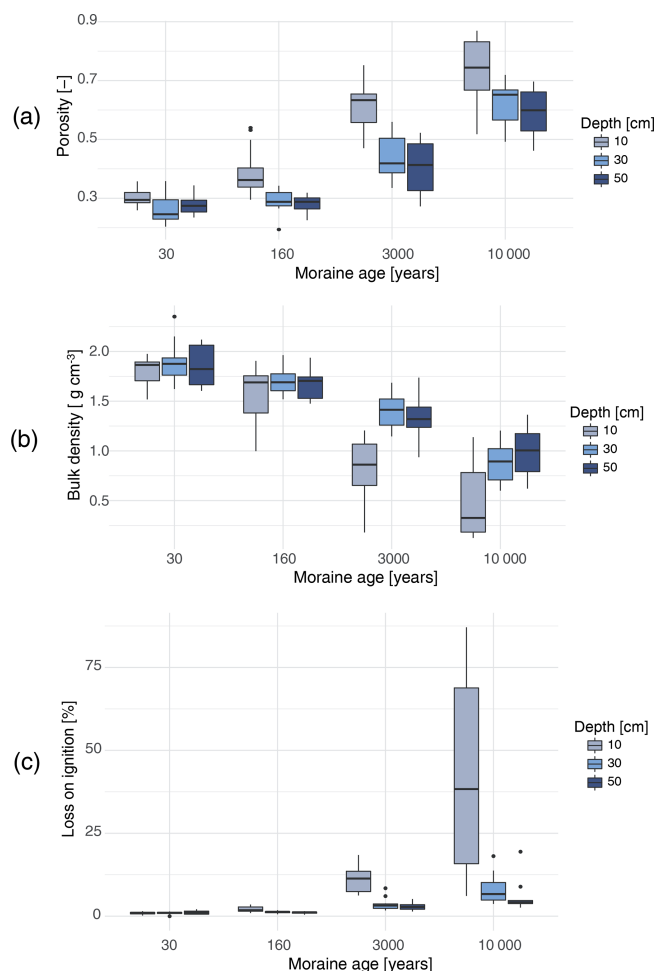 (a)
Porosity [–]
0.9
0.7
0.5
0.3
30
160
3000
10 000
Moraine age [years]
Depth [cm]
10
30
50
(b)
Bulk density [ g cm⁻³]
2.0
1.5
1.0
0.5
30
160
3000
10 000
Moraine age [years]
Depth [cm]
10
30
50
(c)
Loss on ignition [%]
75
50
25
0
30
160
3000
10 000
Moraine age [years]
Depth [cm]
10
30
50